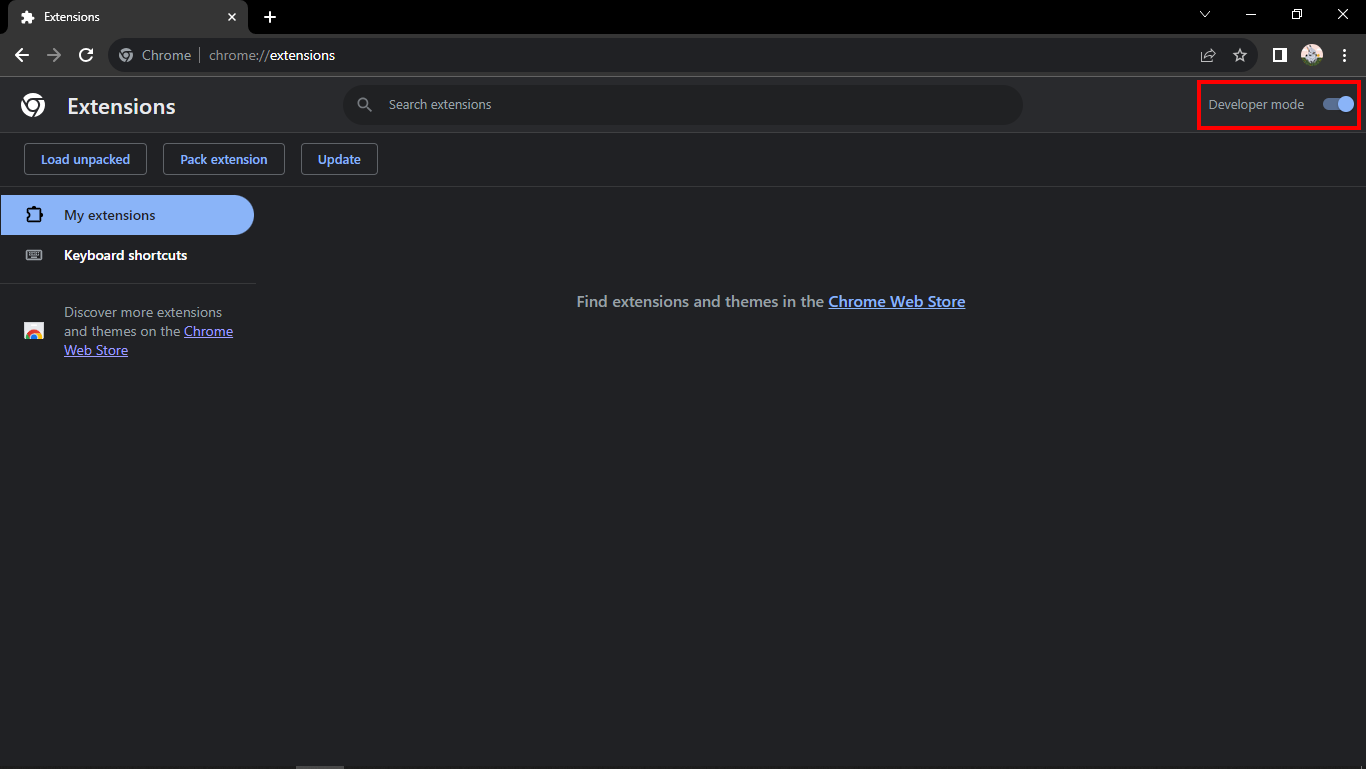 Extensions
Chrome
chrome://extensions
Extensions
Search extensions
Developer mode
Load unpacked
Pack extension
Update
My extensions
Keyboard shortcuts
Discover more extensions
and themes on the Chrome
Web Store
Find extensions and themes in the Chrome Web Store